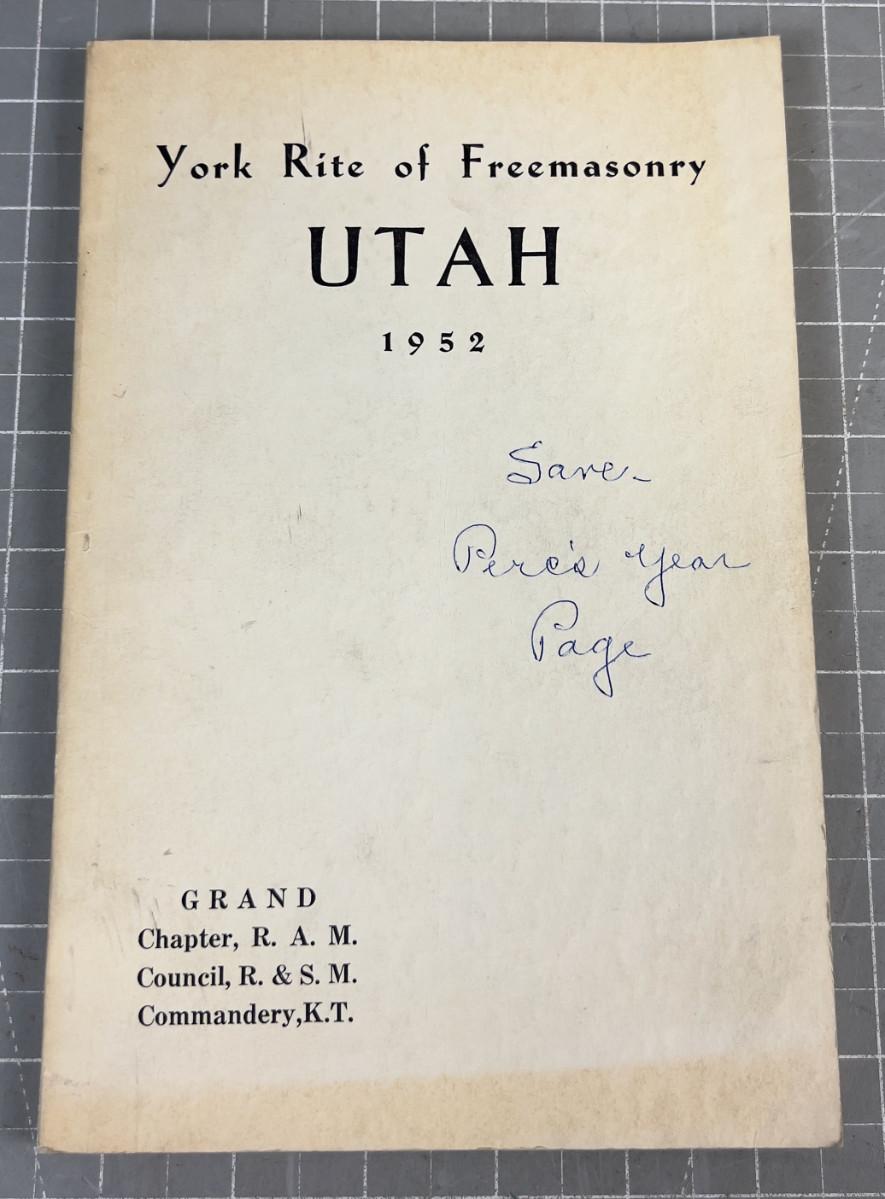 York Rite of Freemasonry
UTAH
1952
Save-
Perc's Year
Page
GRAND
Chapter, R. A. M.
Council, R. & S. M.
Commandery,K.T.